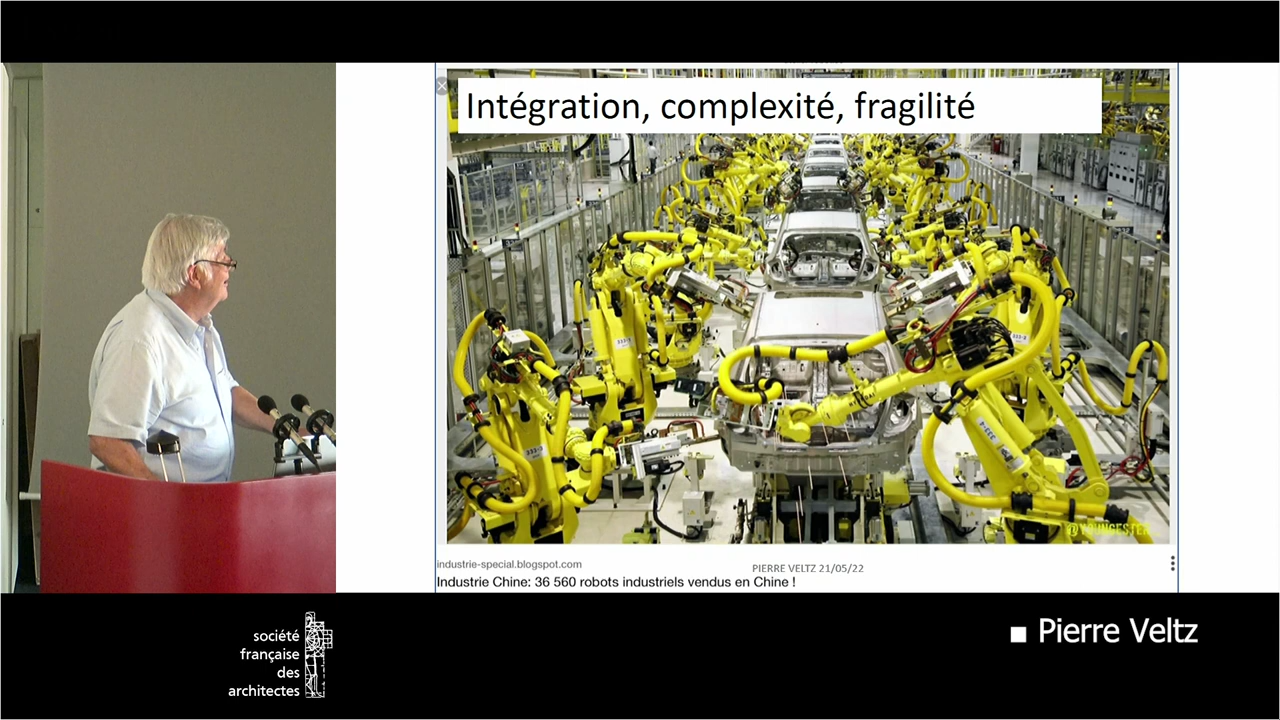 Intégration, complexité, fragilité
@YOUNGESTER
industrie-special.blogspot.com
PIERRE VELTZ 21/05/22
Industrie Chine: 36 560 robots industriels vendus en Chine !
société
française
des
architectes
Pierre Veltz